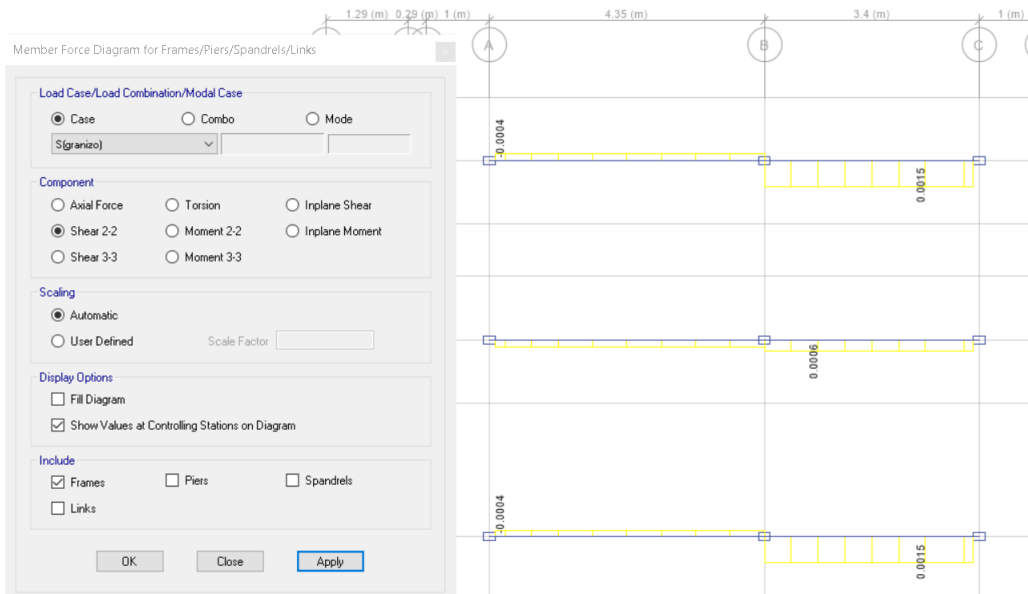 1.29 (m) 0.29 (m) 1 (m) 4.35 (m) 3.4 (m) 1 (m)
Member Force Diagram for Frames/Piers/Spandrels/Links
x
A B C
Load Case/Load Combination/Modal Case
Case Combo Mode
S(granizo)
Component
Axial Force Torsion Inplane Shear
Shear 2-2 Moment 2-2 Inplane Moment
Shear 3-3 Moment 3-3
Scaling
Automatic
User Defined Scale Factor
Display Options
Fill Diagram
Show Values at Controlling Stations on Diagram
Include
Frames Piers Spandrels
Links
OK Close Apply
-0.0004
0.0015
0.0006
-0.0004
0.0015